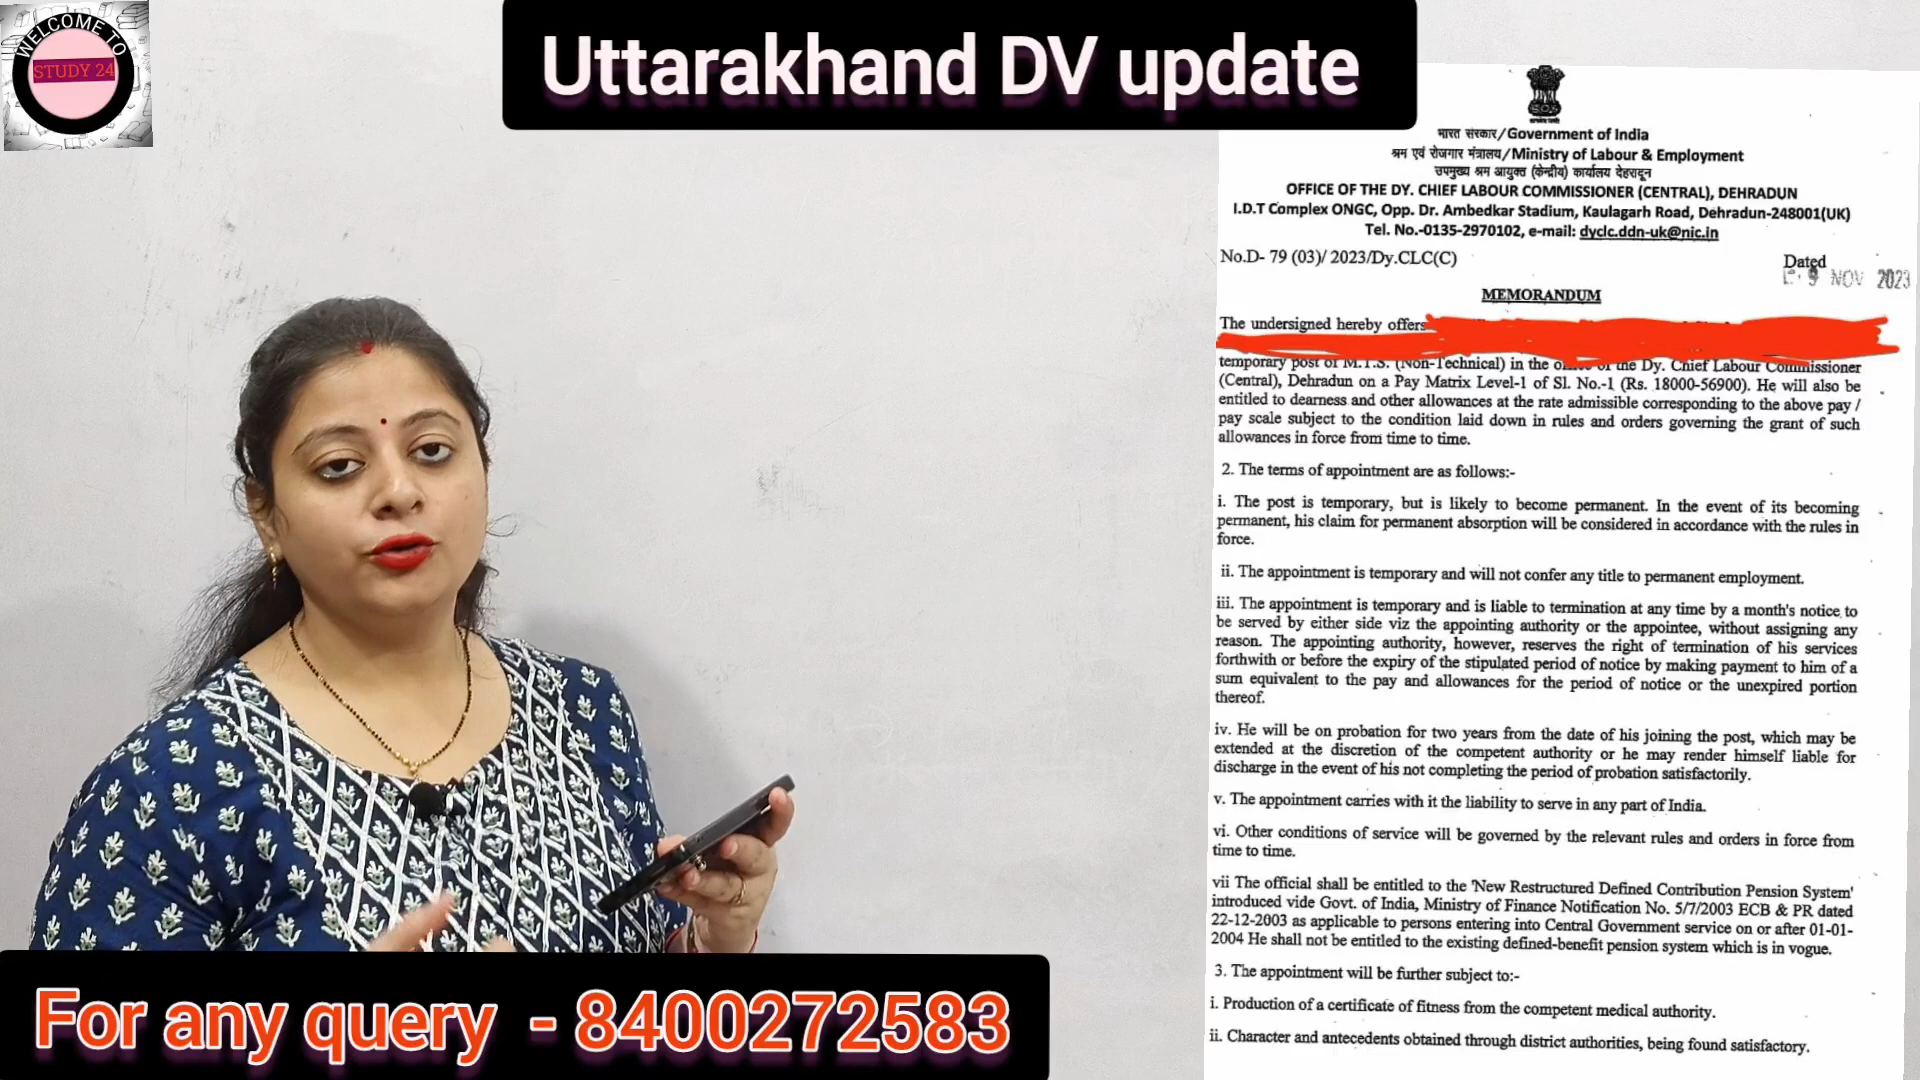 WELCOME TO
STUDY 24
Uttarakhand DV update
भारत सरकार/Government of India
श्रम एवं रोजगार मंत्रालय/Ministry of Labour & Employment
उपमुख्य श्रम आयुक्त (केन्द्रीय) कार्यालय देहरादून
OFFICE OF THE DY. CHIEF LABOUR COMMISSIONER (CENTRAL), DEHRADUN
I.D.T Complex ONGC, Opp. Dr. Ambedkar Stadium, Kaulagarh Road, Dehradun-248001(UK)
Tel. No.-0135-2970102, e-mail: dyclc.ddn-uk@nic.in
No.D- 79 (03)/ 2023/Dy.CLC(C)
Dated
9 NOV 2023
MEMORANDUM
The undersigned hereby offers
temporary post of M.T.S. (Non-Technical) in the office of the Dy. Chief Labour Commissioner
(Central), Dehradun on a Pay Matrix Level-1 of Sl. No.-1 (Rs. 18000-56900). He will also be
entitled to dearness and other allowances at the rate admissible corresponding to the above pay /
pay scale subject to the condition laid down in rules and orders governing the grant of such
allowances in force from time to time.
2. The terms of appointment are as follows:-
i. The post is temporary, but is likely to become permanent. In the event of its becoming
permanent, his claim for permanent absorption will be considered in accordance with the rules in
force.
ii. The appointment is temporary and will not confer any title to permanent employment.
iii. The appointment is temporary and is liable to termination at any time by a month's notice to
be served by either side viz the appointing authority or the appointee, without assigning any
reason. The appointing authority, however, reserves the right of termination of his services
forthwith or before the expiry of the stipulated period of notice by making payment to him of a
sum equivalent to the pay and allowances for the period of notice or the unexpired portion
thereof.
iv. He will be on probation for two years from the date of his joining the post, which may be
extended at the discretion of the competent authority or he may render himself liable for
discharge in the event of his not completing the period of probation satisfactorily.
v. The appointment carries with it the liability to serve in any part of India.
vi. Other conditions of service will be governed by the relevant rules and orders in force from
time to time.
vii The official shall be entitled to the 'New Restructured Defined Contribution Pension System'
introduced vide Govt. of India, Ministry of Finance Notification No. 5/7/2003 ECB & PR dated
22-12-2003 as applicable to persons entering into Central Government service on or after 01-01-
2004 He shall not be entitled to the existing defined-benefit pension system which is in vogue.
3. The appointment will be further subject to:-
i. Production of a certificate of fitness from the competent medical authority.
ii. Character and antecedents obtained through district authorities, being found satisfactory.
For any query - 8400272583